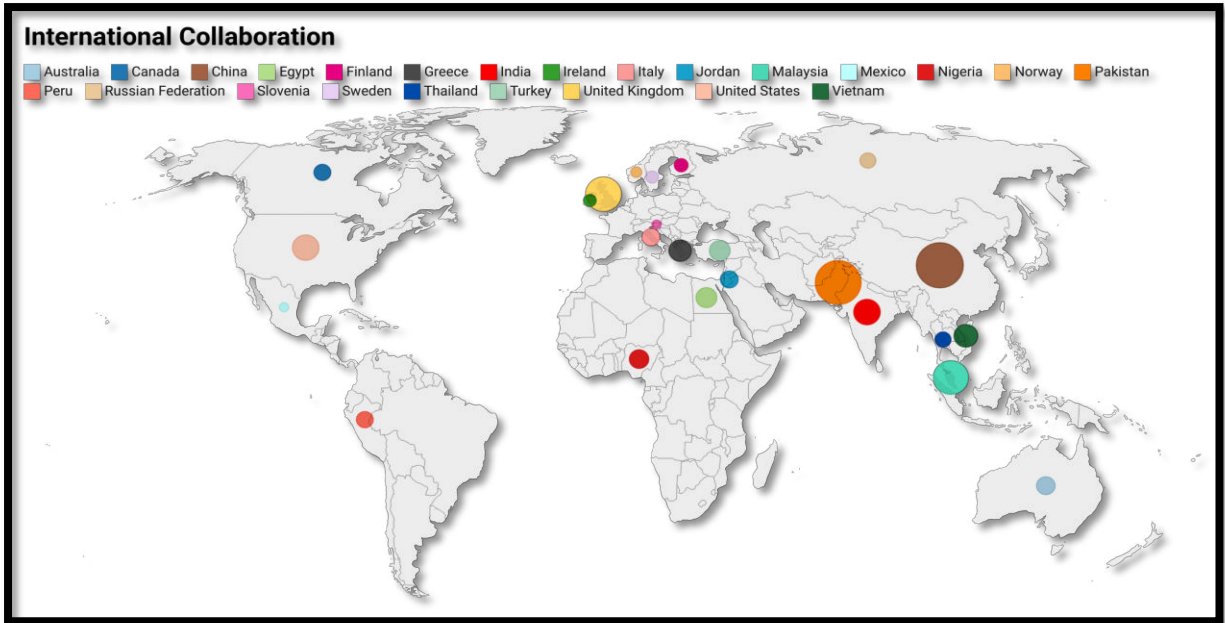 International Collaboration
Australia Canada China Egypt Finland Greece India Ireland Italy Jordan Malaysia Mexico Nigeria Norway Pakistan
Peru Russian Federation Slovenia Sweden Thailand Turkey United Kingdom United States Vietnam